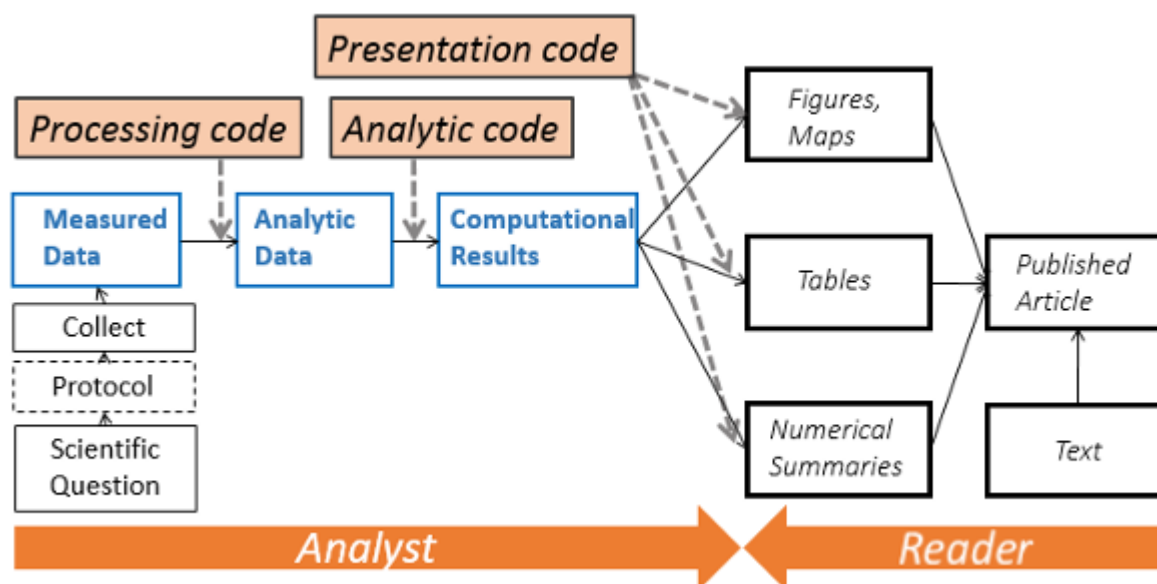 Presentation code
Processing code
Analytic code
Figures,
Maps
Measured
Data
Analytic
Data
Computational
Results
Tables
Published
Article
Collect
Protocol
Scientific
Question
Numerical
Summaries
Text
Analyst
Reader